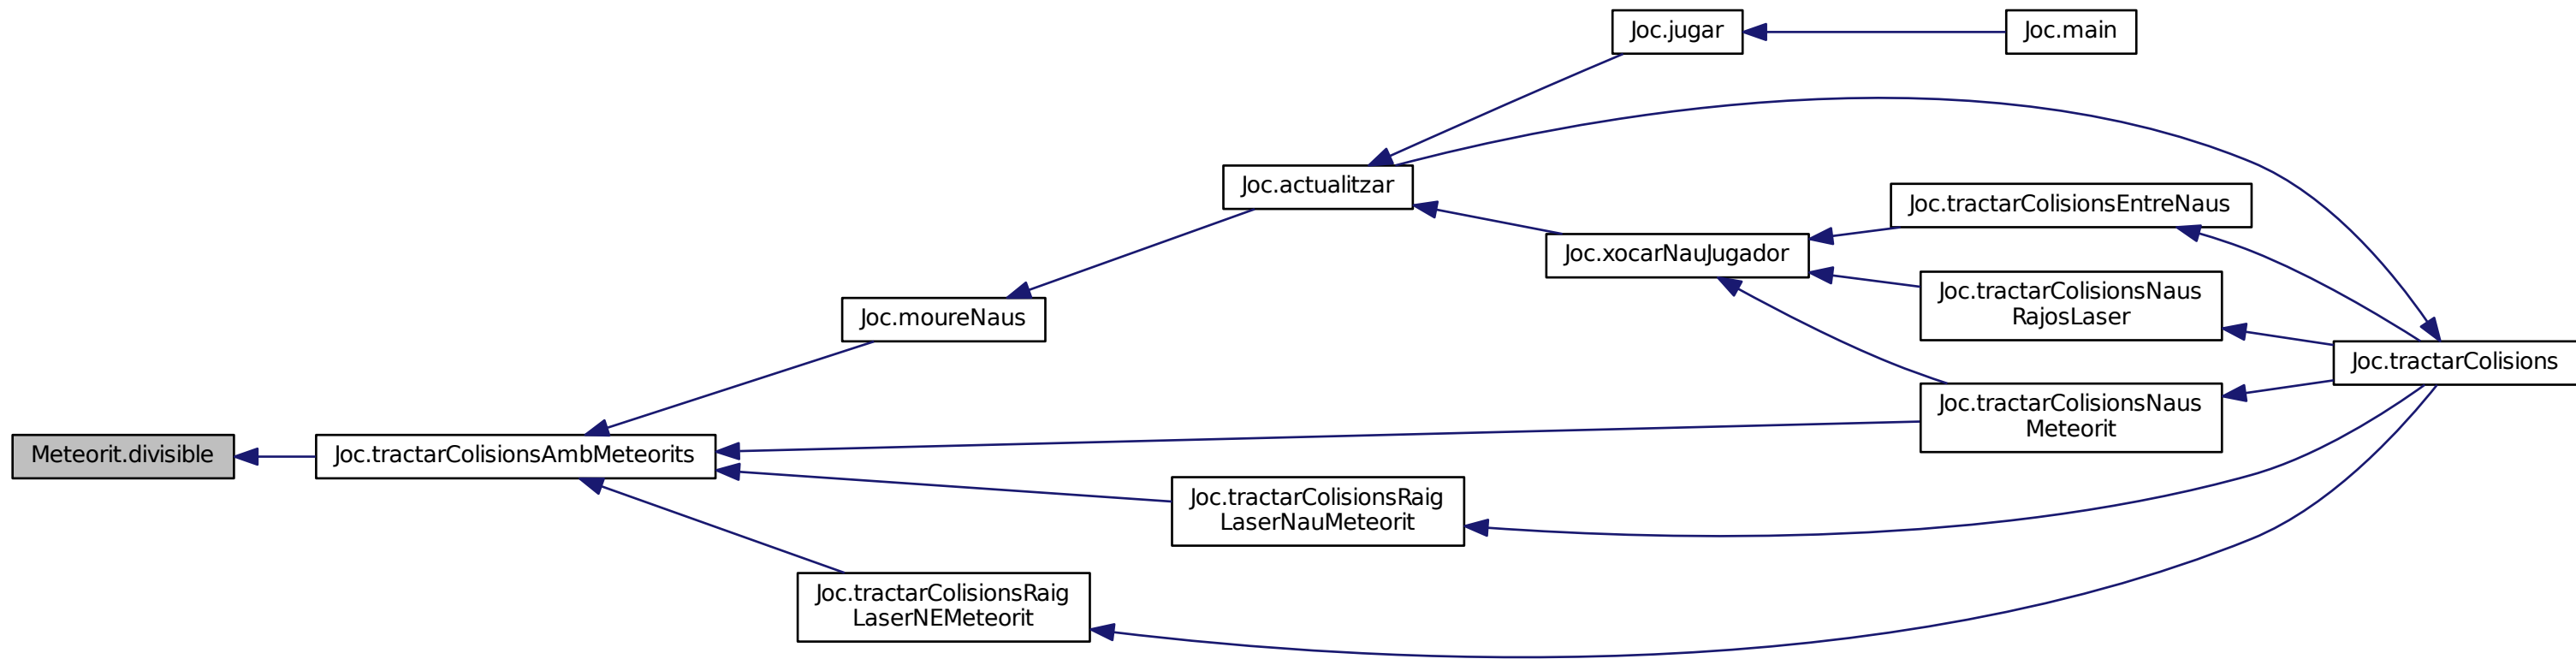 Joc.jugar
Joc.main
Joc.actualitzar
Joc.tractarColisionsEntreNaus
Joc.xocarNauJugador
Joc.tractarColisionsNaus
RajosLaser
Joc.moureNaus
Joc.tractarColisions
Joc.tractarColisionsNaus
Meteorit
Meteorit.divisible
Joc.tractarColisionsAmbMeteorits
Joc.tractarColisionsRaig
LaserNauMeteorit
Joc.tractarColisionsRaig
LaserNEMeteorit